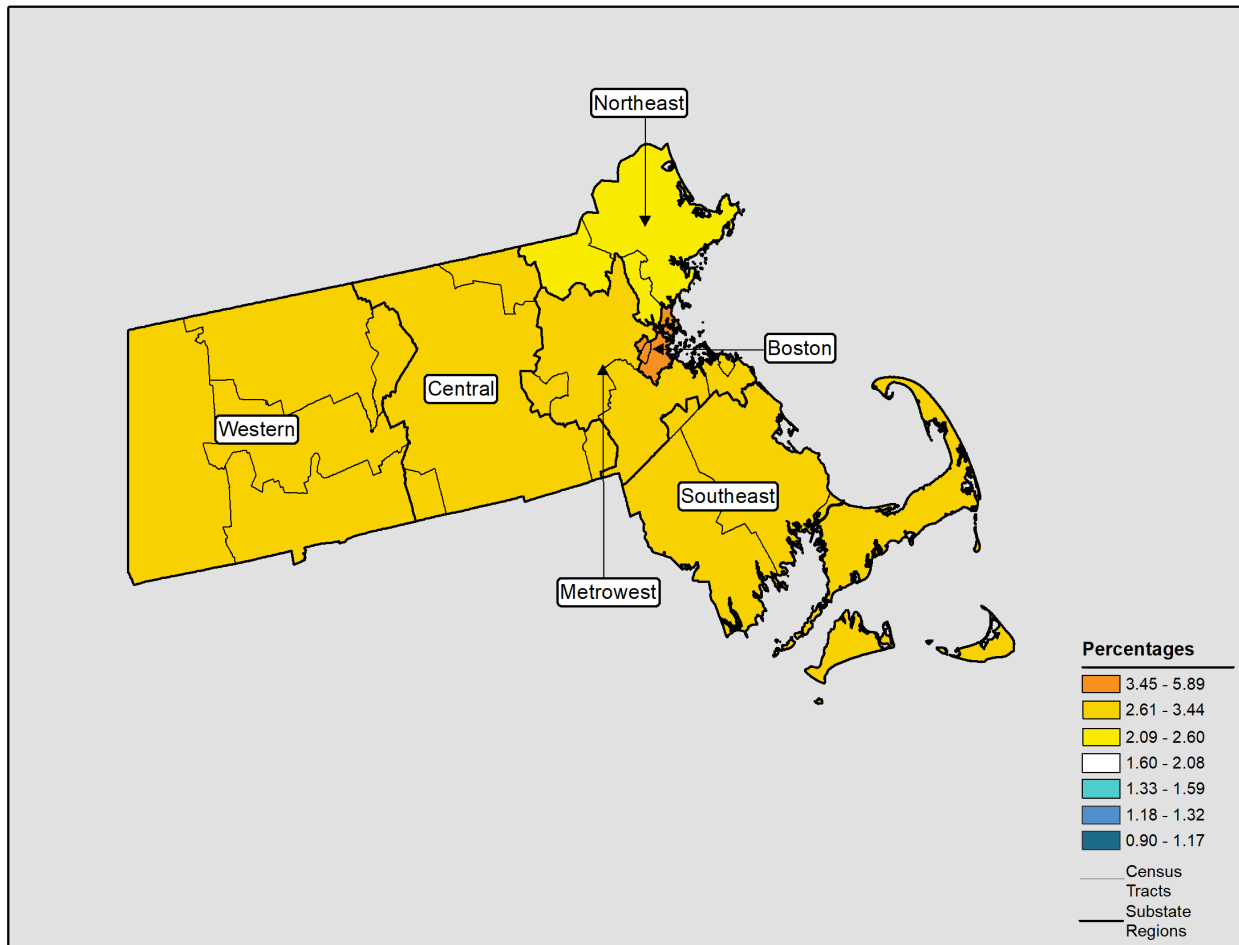 Northeast
Boston
Central
Western
Southeast
Metrowest
Percentages
3.45 - 5.89
2.61 - 3.44
2.09 - 2.60
1.60 - 2.08
1.33 - 1.59
1.18 - 1.32
0.90 - 1.17
Census
Tracts
Substate
Regions